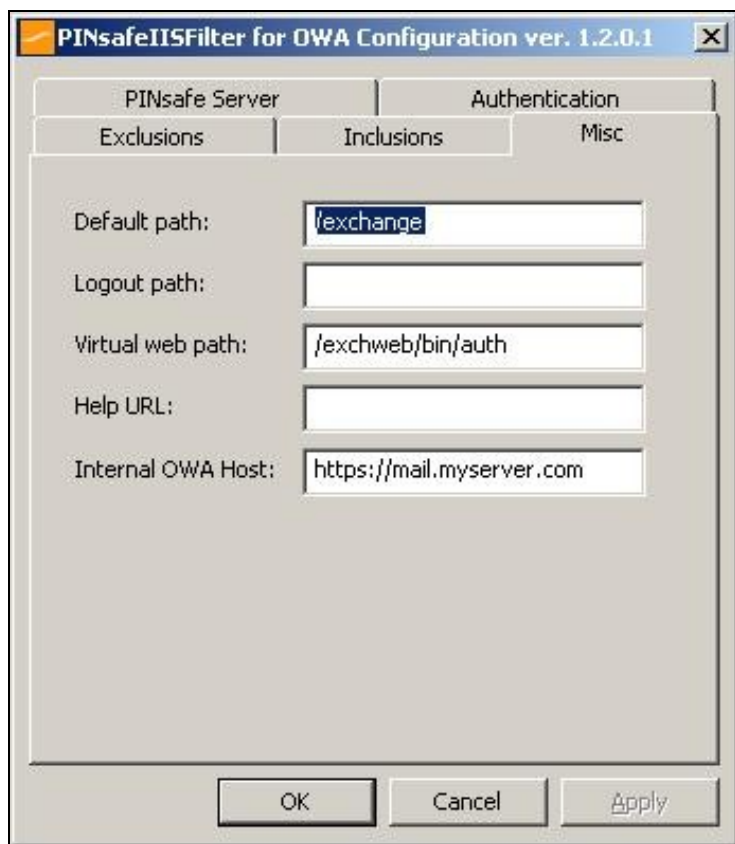 PINsafeIISFilter for OWA Configuration ver. 1.2.0.1
PINsafe Server Authentication
Exclusions Inclusions Misc
Default path: /exchange
Logout path:
Virtual web path: /exchweb/bin/auth
Help URL:
Internal OWA Host: https://mail.myserver.com
OK Cancel Apply